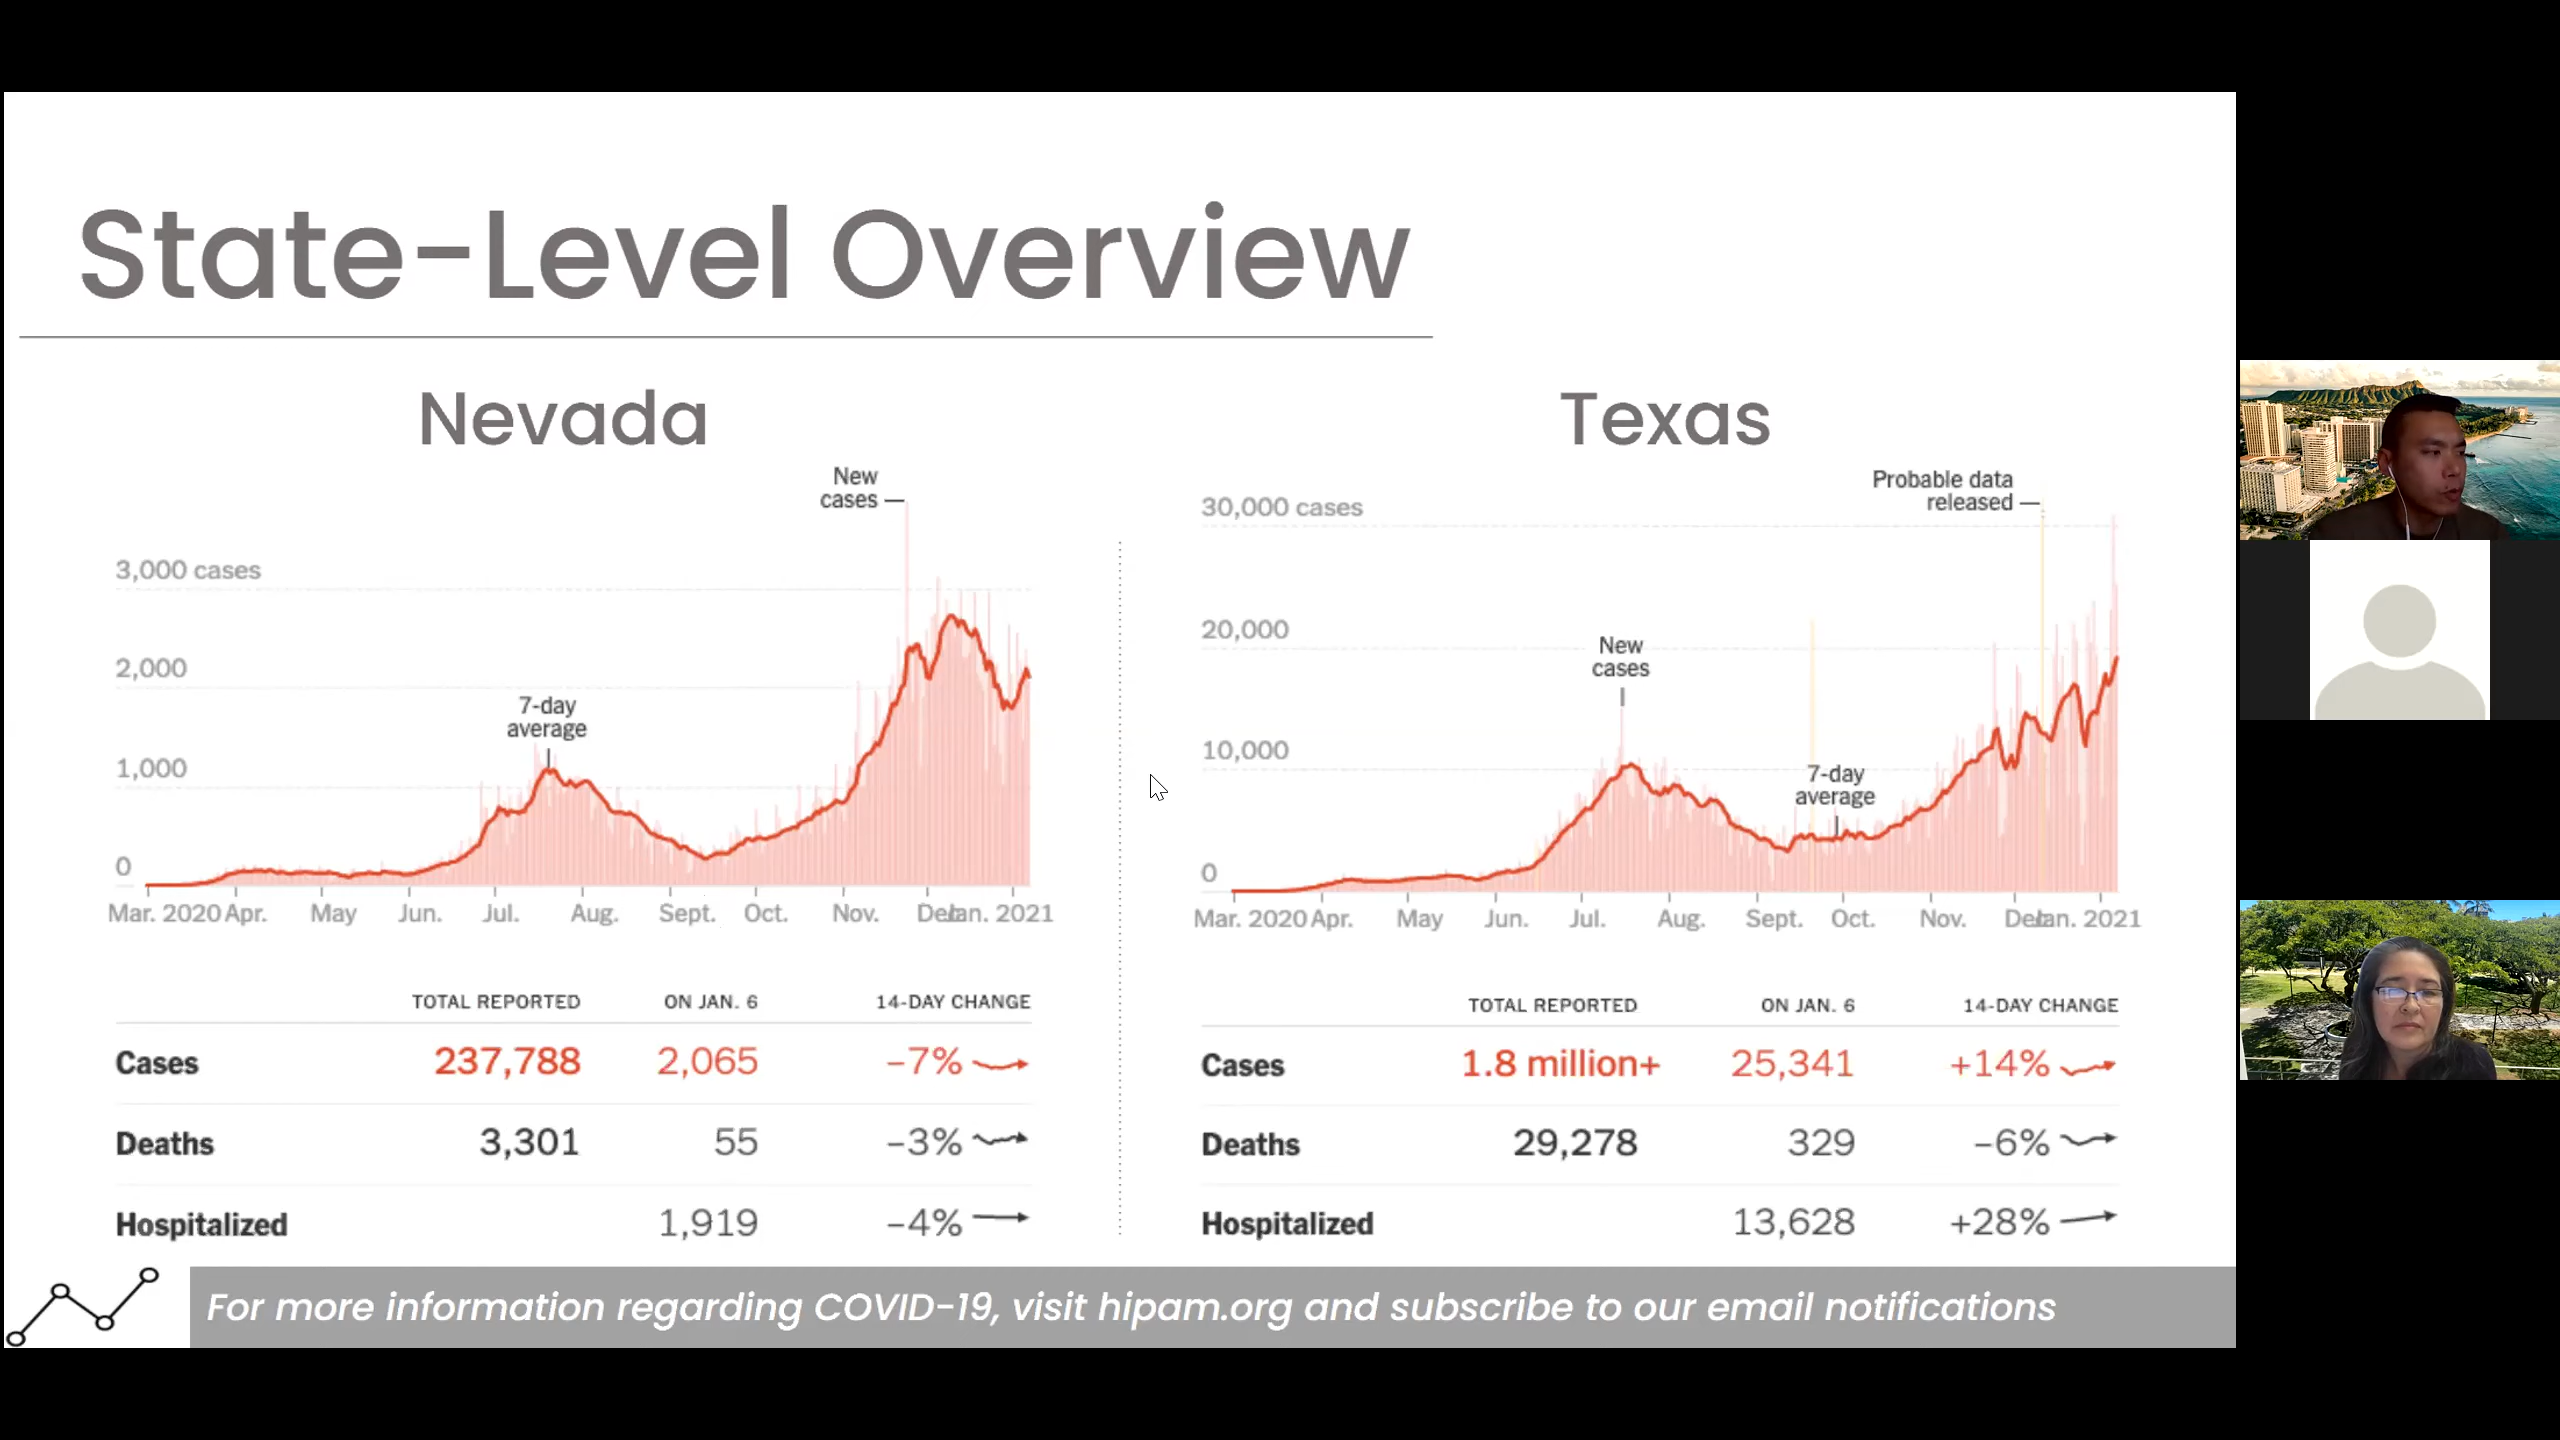 State-Level Overview
Nevada
New
cases
3,000 cases
2,000
7-day
average
1,000
0
Mar. 2020 Apr. May Jun. Jul. Aug. Sept. Oct. Nov. Jan. 2021
TOTAL REPORTED ON JAN. 6 14-DAY CHANGE
Cases 237,788 2,065 −7%
Deaths 3,301 55 −3%
Hospitalized 1,919 −4%
Texas
Probable data
released
30,000 cases
20,000
New
cases
10,000
7-day
average
0
Mar. 2020 Apr. May Jun. Jul. Aug. Sept. Oct. Nov. Jan. 2021
TOTAL REPORTED ON JAN. 6 14-DAY CHANGE
Cases 1.8 million+ 25,341 +14%
Deaths 29,278 329 −6%
Hospitalized 13,628 +28%
For more information regarding COVID-19, visit hipam.org and subscribe to our email notifications